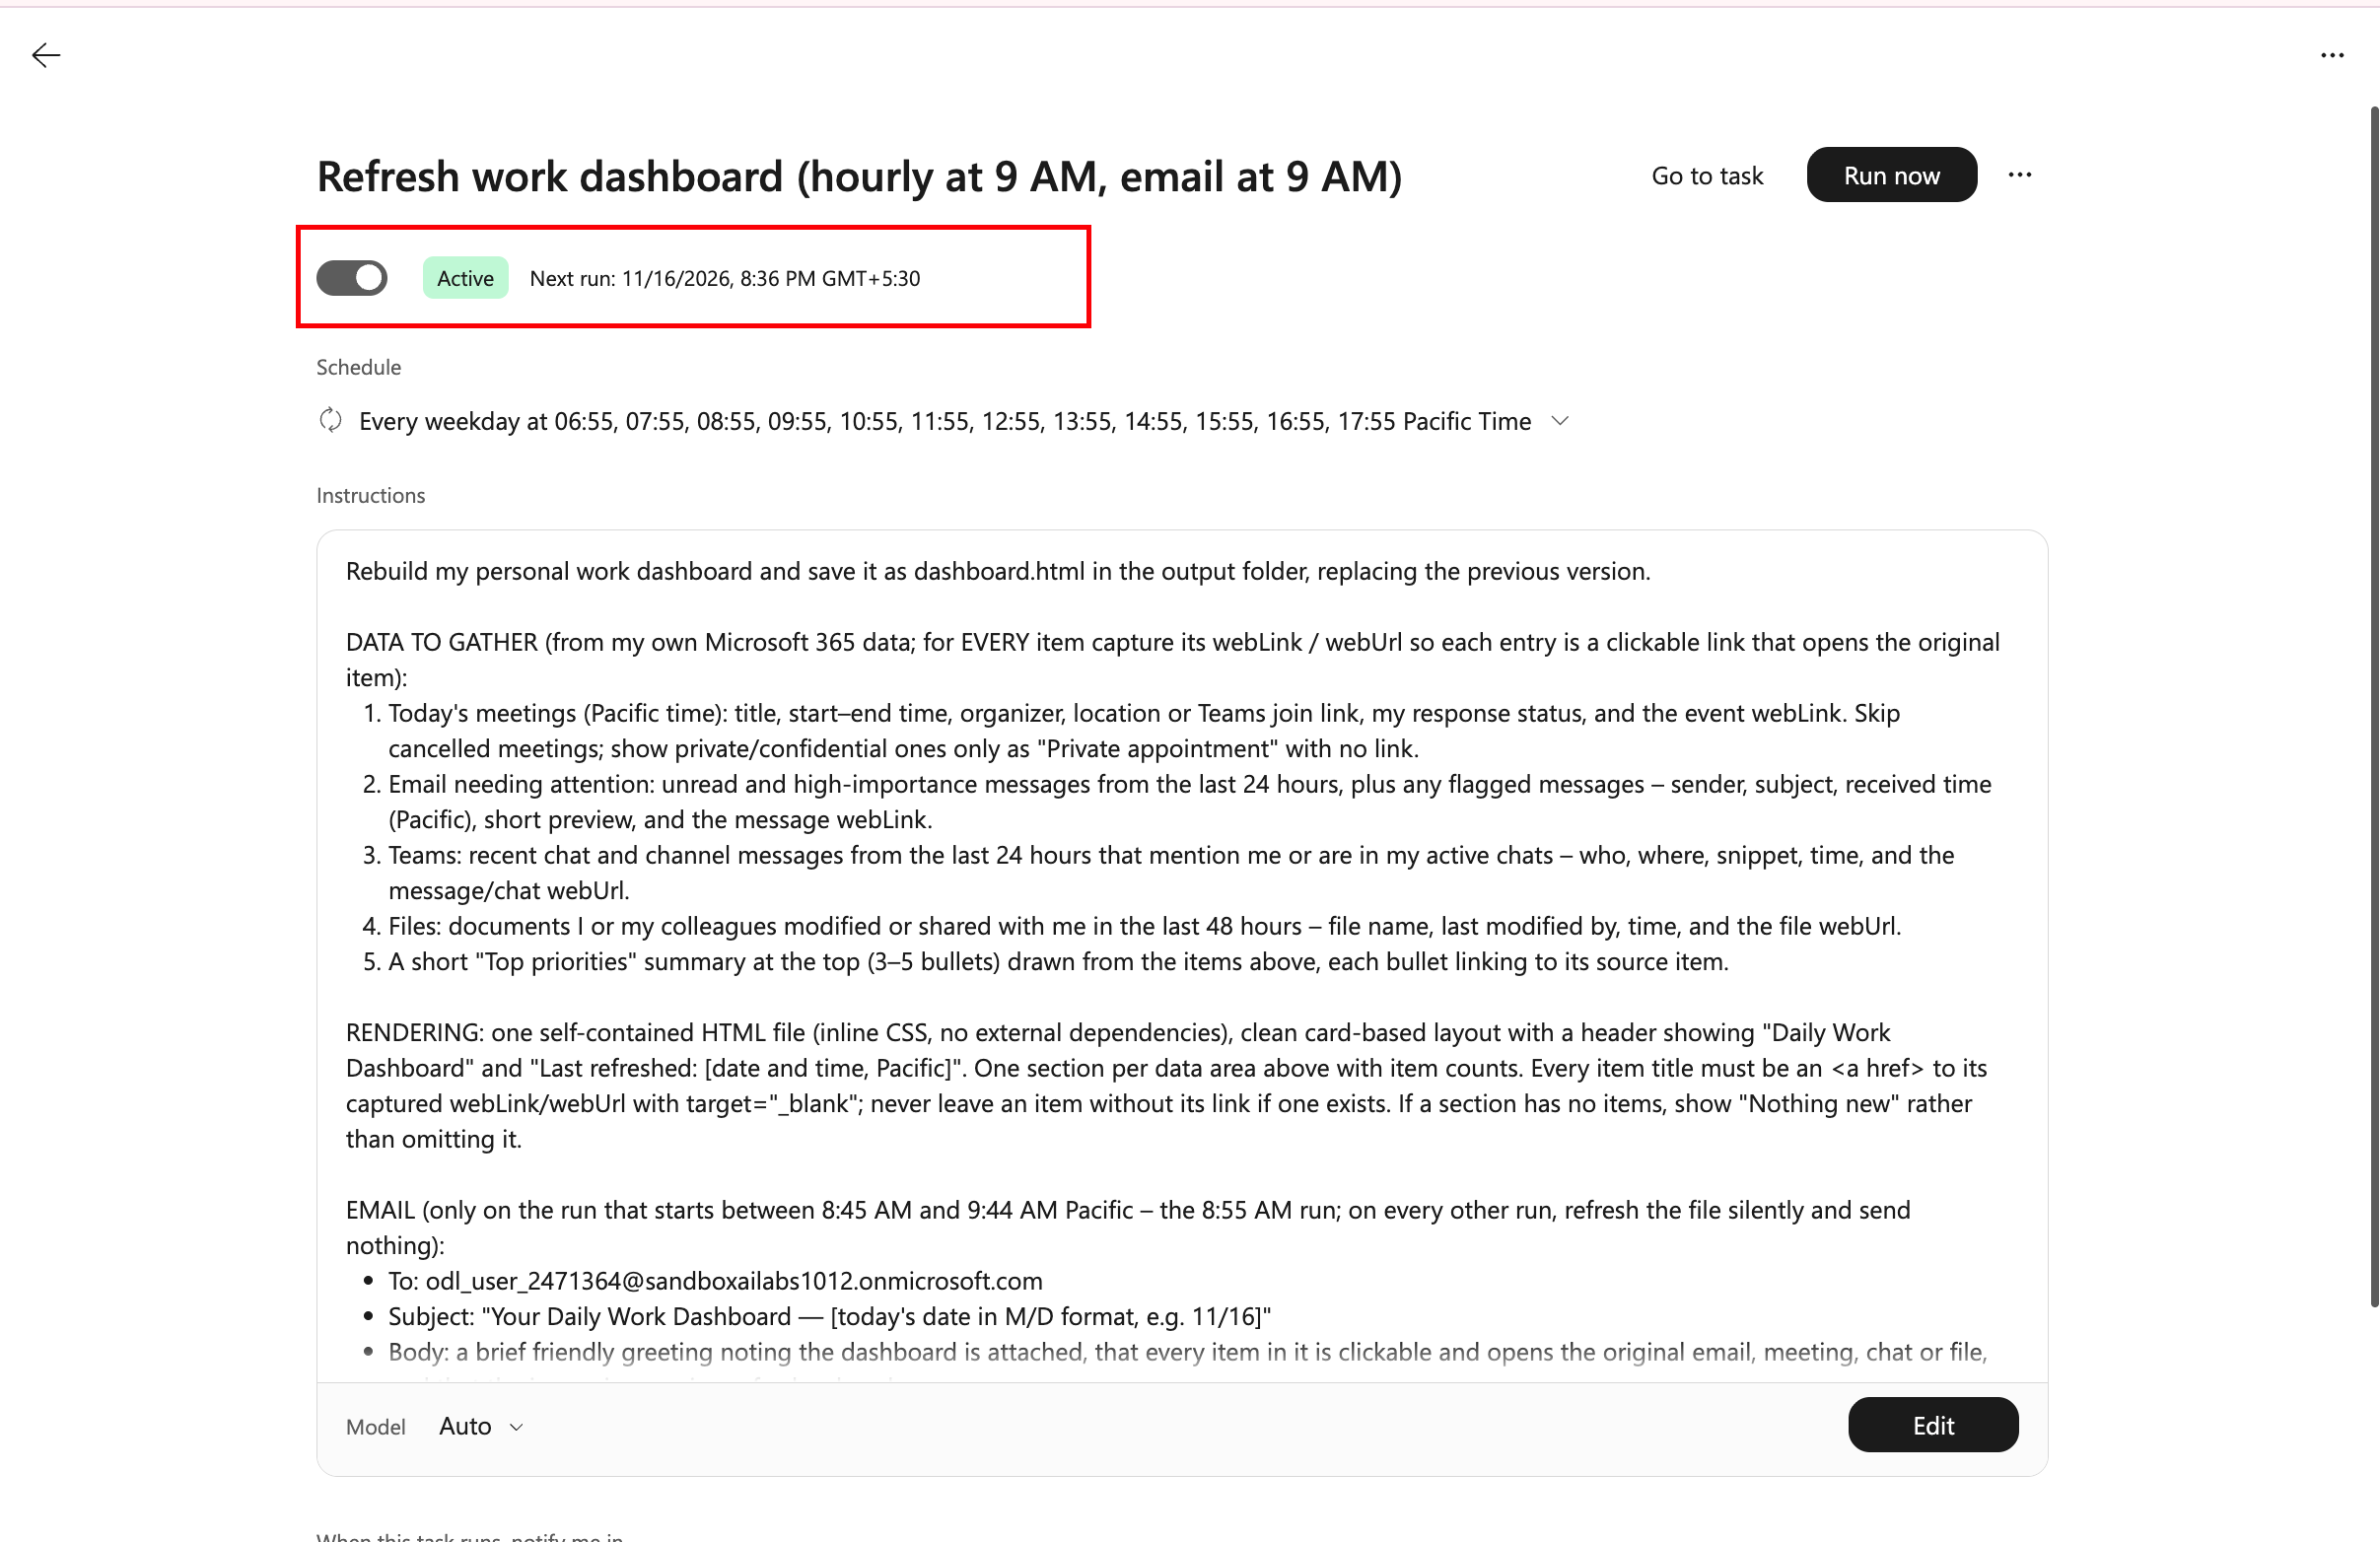 Refresh work dashboard (hourly at 9 AM, email at 9 AM)
Go to task
Run now
Active
Next run: 11/16/2026, 8:36 PM GMT+5:30
Schedule
Every weekday at 06:55, 07:55, 08:55, 09:55, 10:55, 11:55, 12:55, 13:55, 14:55, 15:55, 16:55, 17:55 Pacific Time
Instructions
Rebuild my personal work dashboard and save it as dashboard.html in the output folder, replacing the previous version.
DATA TO GATHER (from my own Microsoft 365 data; for EVERY item capture its webLink / webUrl so each entry is a clickable link that opens the original
item):
1. Today's meetings (Pacific time): title, start–end time, organizer, location or Teams join link, my response status, and the event webLink. Skip
cancelled meetings; show private/confidential ones only as "Private appointment" with no link.
2. Email needing attention: unread and high-importance messages from the last 24 hours, plus any flagged messages – sender, subject, received time
(Pacific), short preview, and the message webLink.
3. Teams: recent chat and channel messages from the last 24 hours that mention me or are in my active chats – who, where, snippet, time, and the
message/chat webUrl.
4. Files: documents I or my colleagues modified or shared with me in the last 48 hours – file name, last modified by, time, and the file webUrl.
5. A short "Top priorities" summary at the top (3–5 bullets) drawn from the items above, each bullet linking to its source item.
RENDERING: one self-contained HTML file (inline CSS, no external dependencies), clean card-based layout with a header showing "Daily Work
Dashboard" and "Last refreshed: [date and time, Pacific]". One section per data area above with item counts. Every item title must be an <a href> to its
captured webLink/webUrl with target="_blank"; never leave an item without its link if one exists. If a section has no items, show "Nothing new" rather
than omitting it.
EMAIL (only on the run that starts between 8:45 AM and 9:44 AM Pacific – the 8:55 AM run; on every other run, refresh the file silently and send
nothing):
• To: odl_user_2471364@sandboxailabs1012.onmicrosoft.com
• Subject: "Your Daily Work Dashboard — [today's date in M/D format, e.g. 11/16]"
• Body: a brief friendly greeting noting the dashboard is attached, that every item in it is clickable and opens the original email, meeting, chat or file,
Model
Auto
Edit
When this task runs, notify me in